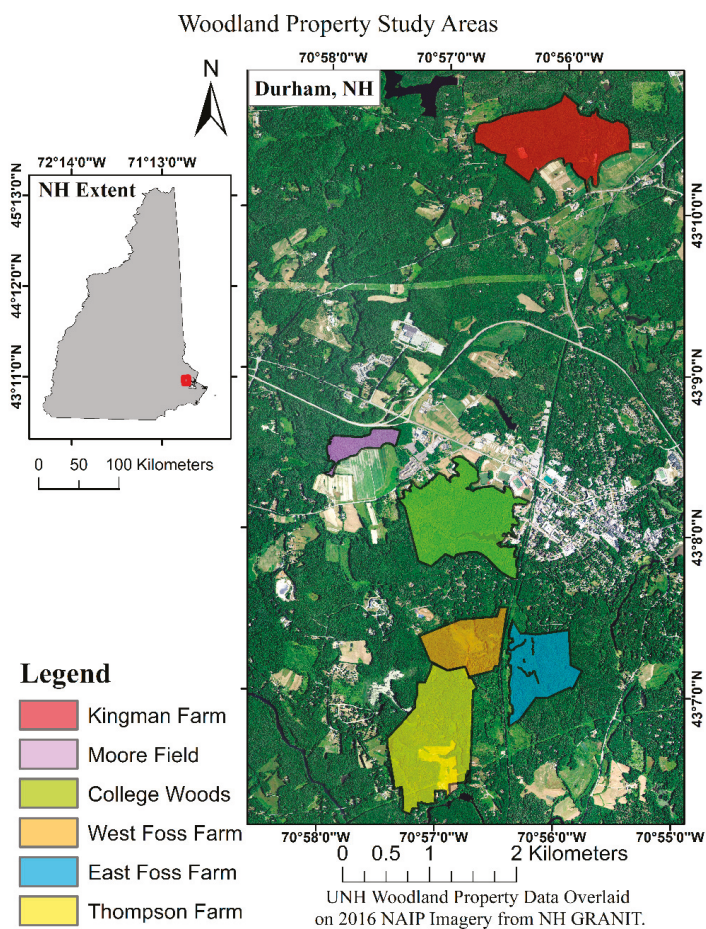 Woodland Property Study Areas
N
70°58'0"W 70°57'0"W 70°56'0"W
Durham, NH
72°14'0"W 71°13'0"W
NH Extent
45°13'0"N
44°12'0"N
43°11'0"N
0 50 100 Kilometers
43°10'0"N
43°9'0"N
43°8'0"N
43°7'0"N
Legend
Kingman Farm
Moore Field
College Woods
West Foss Farm
East Foss Farm
Thompson Farm
70°58'0"W 70°57'0"W 70°56'0"W 70°55'0"W
0 0.5 1 2 Kilometers
UNH Woodland Property Data Overlaid
on 2016 NAIP Imagery from NH GRANIT.